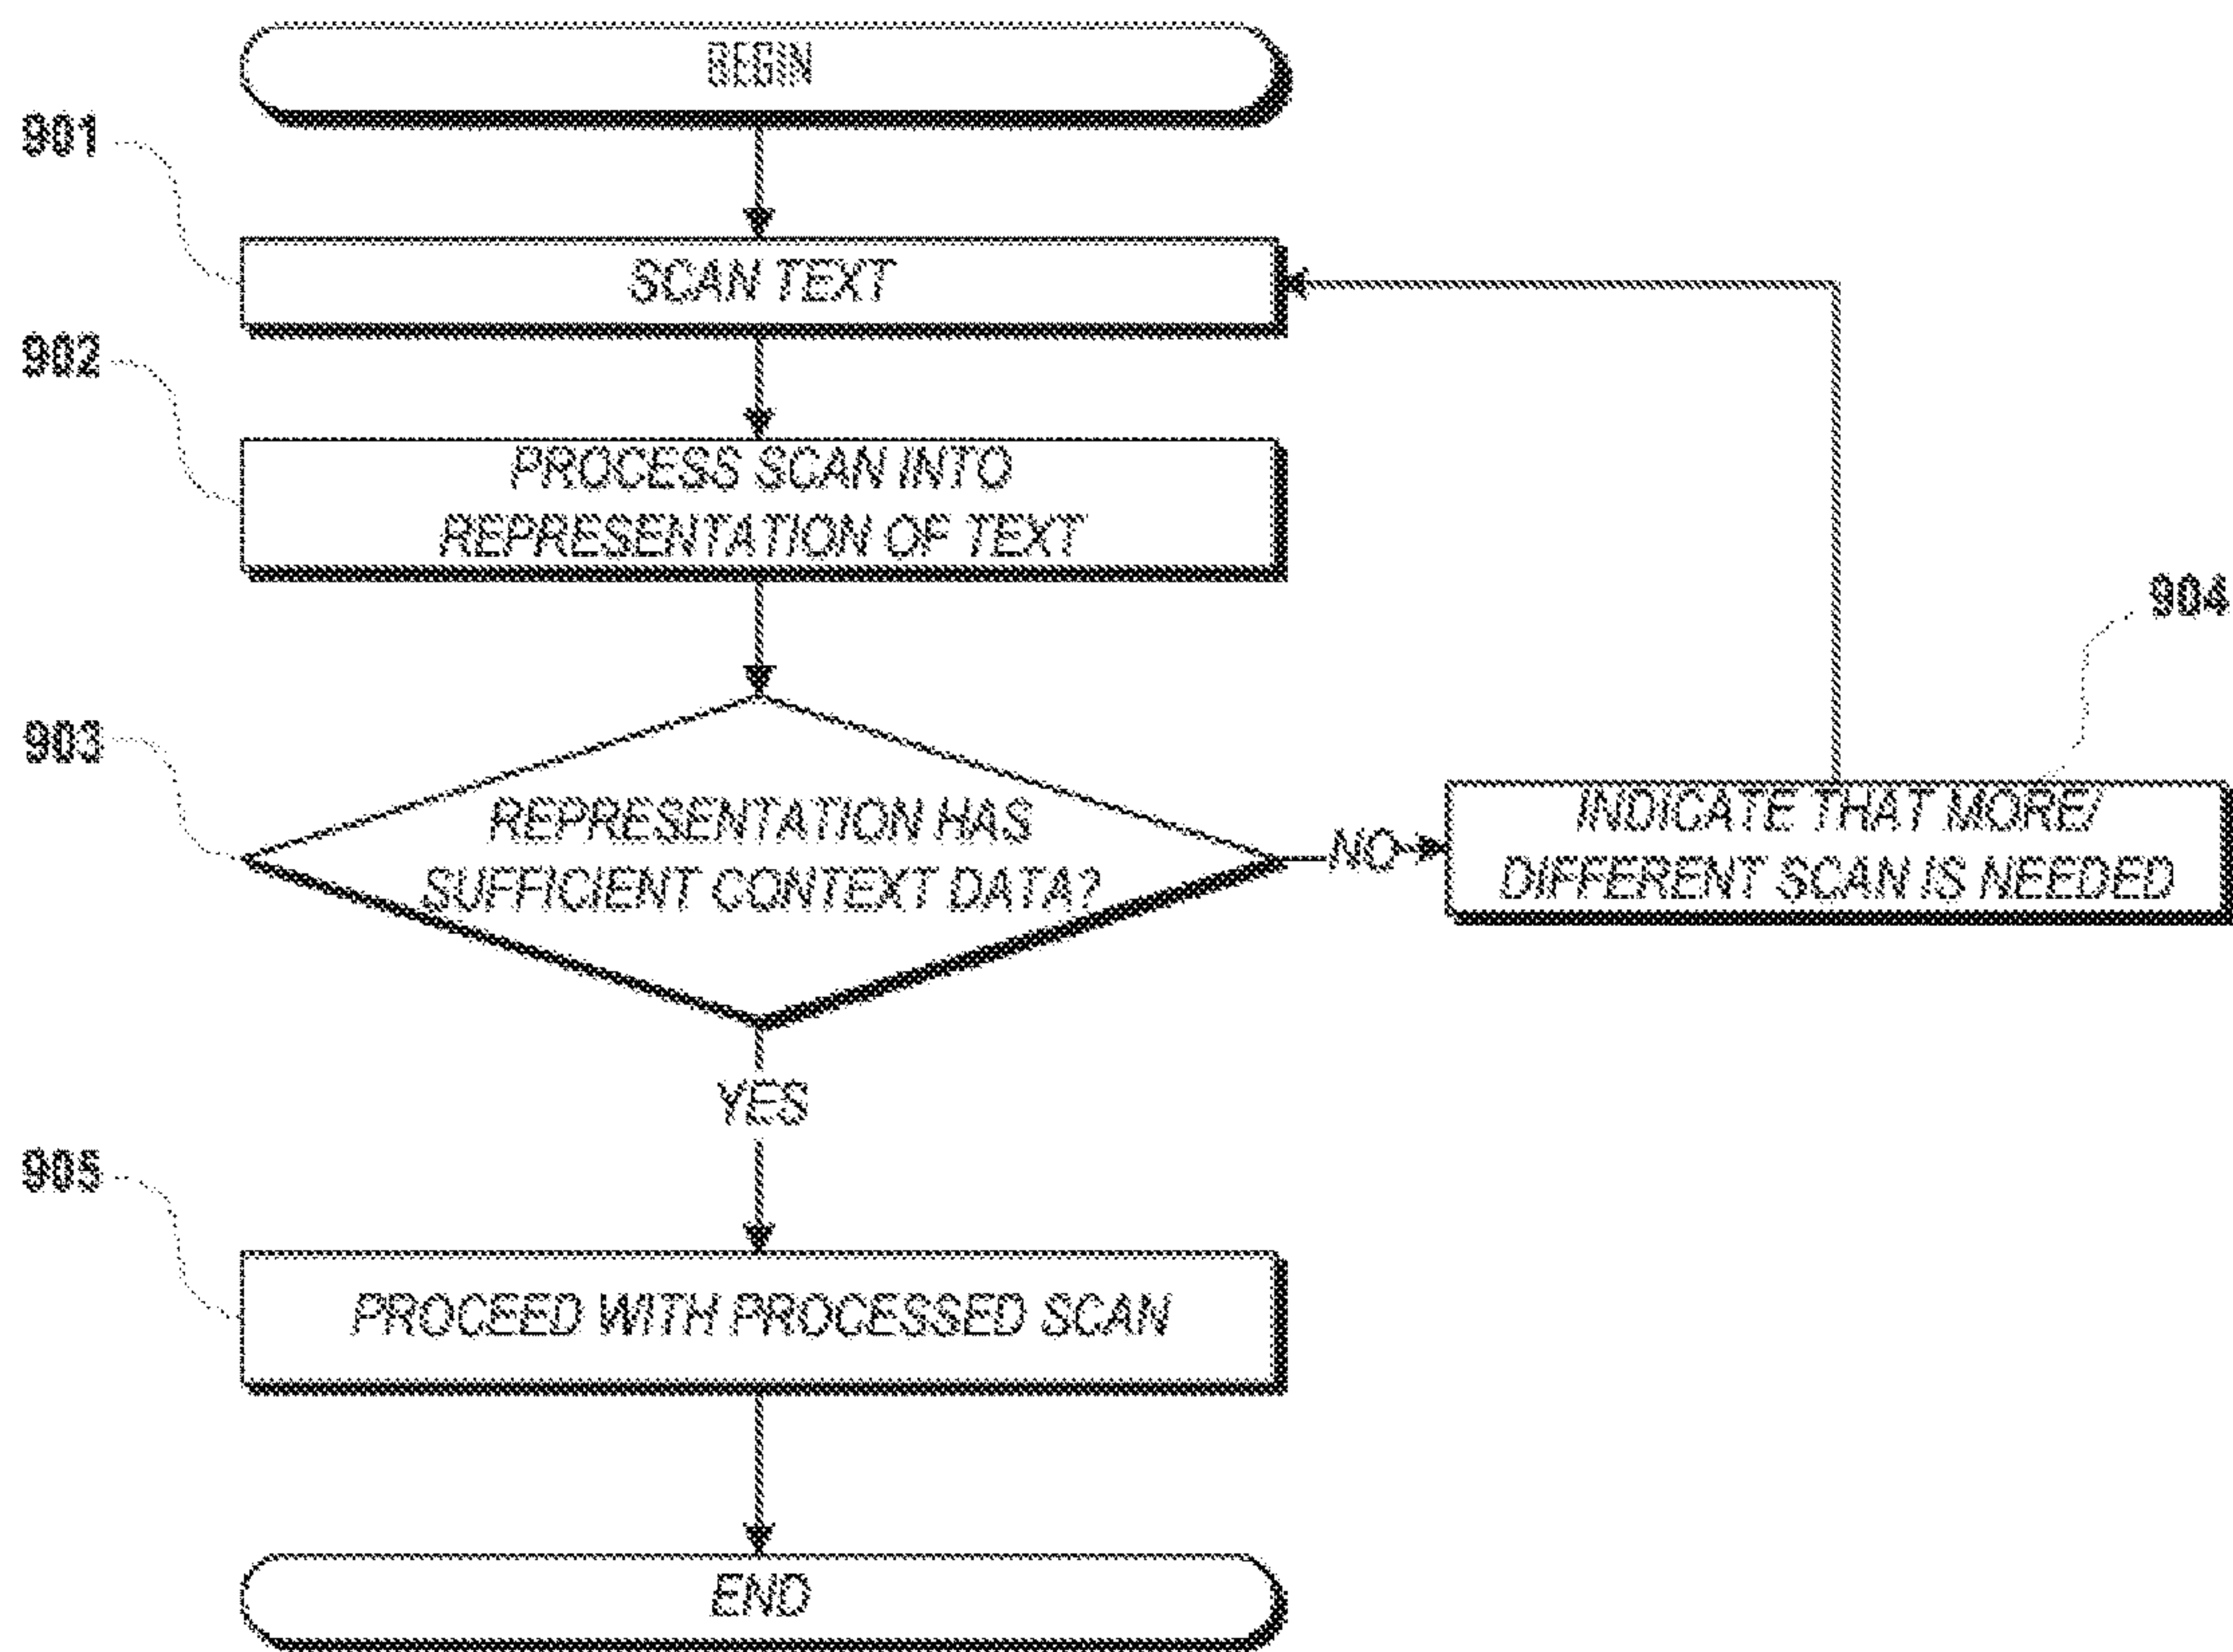 BEGIN
901
SCAN TEXT
902
PROCESS SCAN INTO
REPRESENTATION OF TEXT
904
903
REPRESENTATION HAS
SUFFICIENT CONTEXT DATA?
NO
INDICATE THAT MORE/
DIFFERENT SCAN IS NEEDED
YES
905
PROCEED WITH PROCESSED SCAN
END